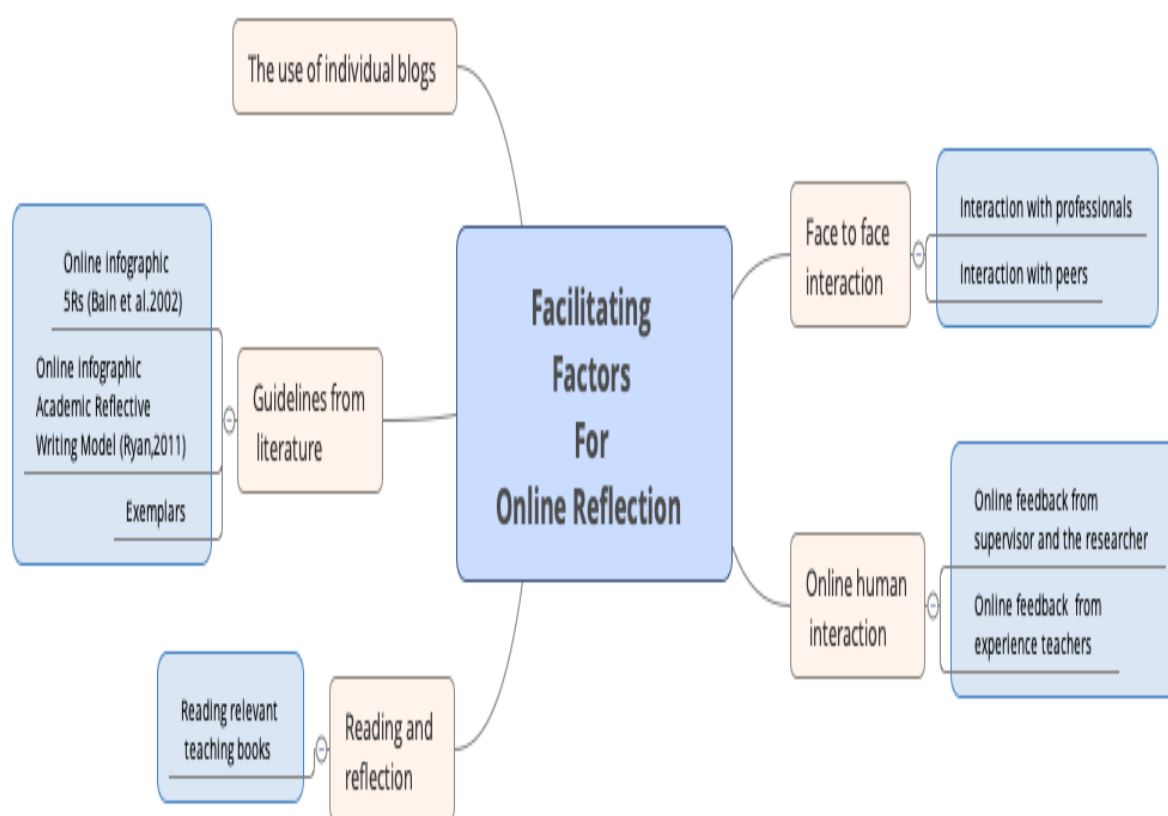 The use of individual blogs
Online infographic
5Rs (Bain et al.2002)
Online infographic
Academic Reflective
Writing Model (Ryan,2011)
Exemplars
Guidelines from
literature
Reading relevant
teaching books
Reading and
reflection
Facilitating
Factors
For
Online Reflection
Face to face
interaction
Interaction with professionals
Interaction with peers
Online human
interaction
Online feedback from
supervisor and the researcher
Online feedback from
experience teachers